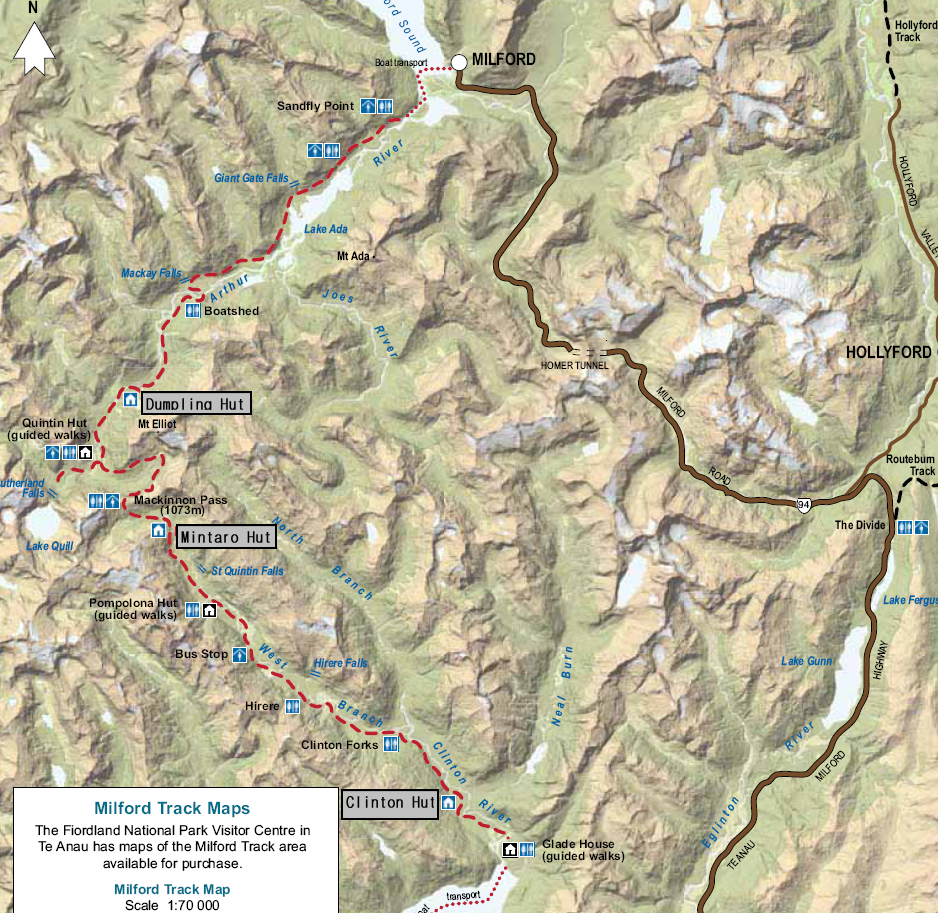 N
ord Sound
Hollyford
Track
Boat transport
MILFORD
Sandfly Point
River
Giant Gate Falls
HOLLYFORD
VALLE
Lake Ada
Mt Ada
Mackay Falls
Arthur
Joes
River
Boatshed
HOMER TUNNEL
HOLLYFORD
MILFORD
Dumpling Hut
Quintin Hut
(guided walks)
Mt Elliot
Routeburn
Track
ROAD
utherland
Falls
Mackinnon Pass
(1073m)
94
The Divide
Mintaro Hut
North
Branch
Lake Quill
St Quintin Falls
Pompolona Hut
(guided walks)
Lake Fergus
Bus Stop
West
Branch
Hirere Falls
Neal Burn
Lake Gunn
HIGHWAY
Hirere
Clinton Forks
Clinton
River
River
MILFORD
Clinton Hut
Eglinton
TE ANAU
Glade House
(guided walks)
transport
oat
Milford Track Maps
The Fiordland National Park Visitor Centre in
Te Anau has maps of the Milford Track area
available for purchase.
Milford Track Map
Scale 1:70 000